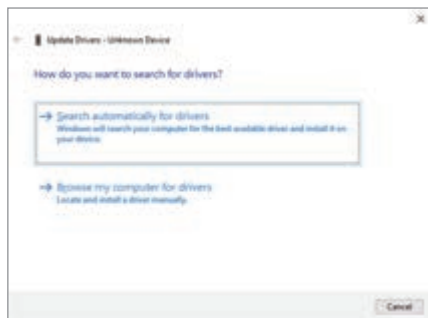 Update Drivers - Unknown Device
How do you want to search for drivers?
Search automatically for drivers
Windows will search your computer for the best available driver and install it on
your device.
Browse my computer for drivers
Locate and install a driver manually.
Cancel